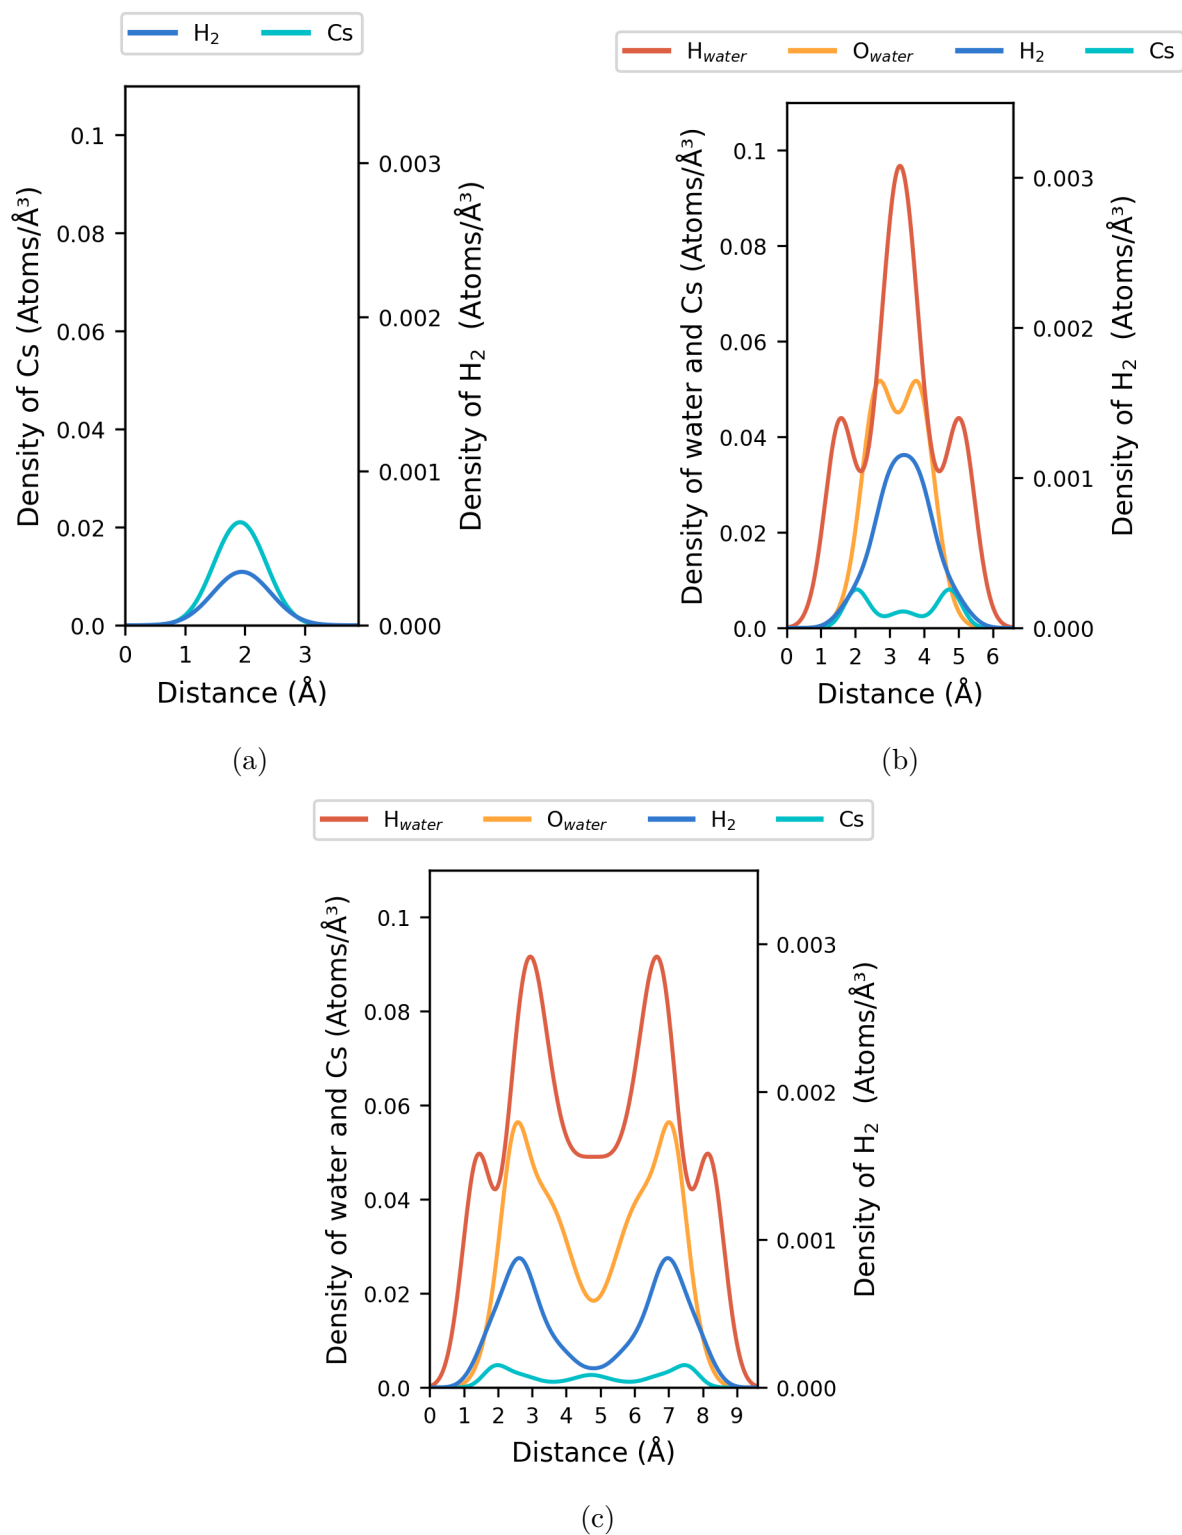 H₂ Cs
Density of Cs (Atoms/Å³)
0.1
0.08
0.06
0.04
0.02
0.0
0.003
0.002
0.001
0.000
Density of H₂ (Atoms/Å³)
0 1 2 3
Distance (Å)
(a)
H_water O_water H₂ Cs
Density of water and Cs (Atoms/Å³)
0.1
0.08
0.06
0.04
0.02
0.0
0.003
0.002
0.001
0.000
Density of H₂ (Atoms/Å³)
0 1 2 3 4 5 6
Distance (Å)
(b)
H_water O_water H₂ Cs
Density of water and Cs (Atoms/Å³)
0.1
0.08
0.06
0.04
0.02
0.0
0.003
0.002
0.001
0.000
Density of H₂ (Atoms/Å³)
0 1 2 3 4 5 6 7 8 9
Distance (Å)
(c)